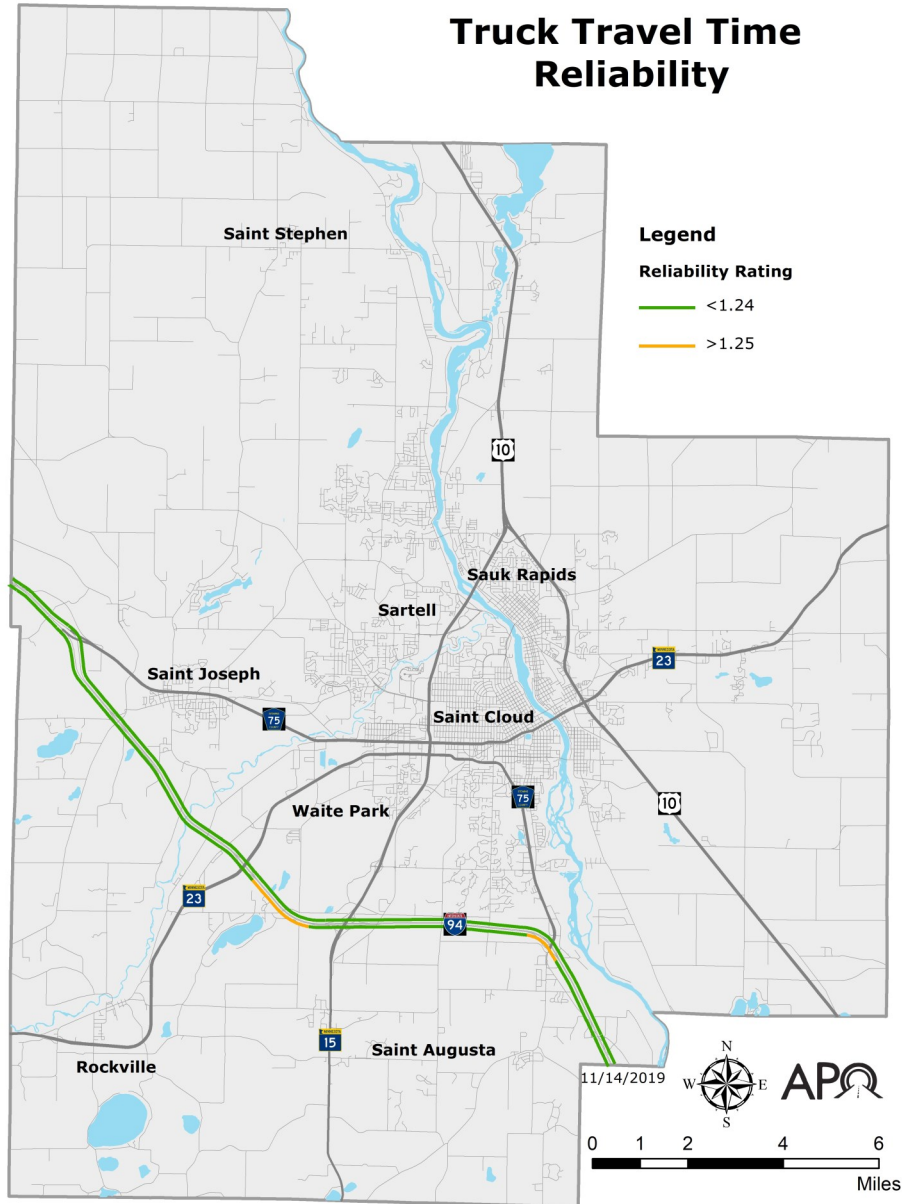 Truck Travel Time
Reliability
Saint Stephen
Legend
Reliability Rating
<1.24
>1.25
10
Sauk Rapids
Sartell
23
Saint Joseph
75
Saint Cloud
75
10
Waite Park
23
94
15
Saint Augusta
Rockville
11/14/2019
N
W E
S
APO
0 1 2 4 6
Miles